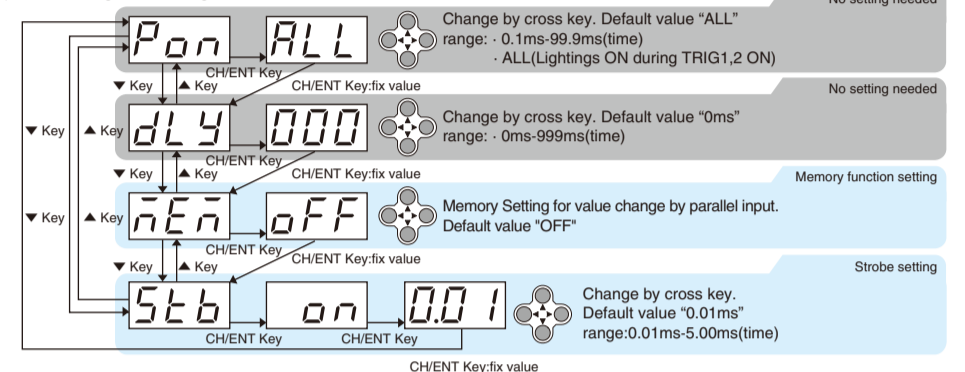 No setting needed
Pon ALL
Change by cross key. Default value “ALL”
range: · 0.1ms-99.9ms(time)
· ALL(Lightings ON during TRIG1,2 ON)
CH/ENT Key
▼ Key ▲ Key CH/ENT Key:fix value
No setting needed
dLY 000
Change by cross key. Default value “0ms”
range: · 0ms-999ms(time)
▼ Key ▲ Key
CH/ENT Key
▼ Key ▲ Key CH/ENT Key:fix value
Memory function setting
mEm oFF
Memory Setting for value change by parallel input.
Default value "OFF"
▼ Key ▲ Key
CH/ENT Key
▼ Key ▲ Key CH/ENT Key:fix value
Strobe setting
Stb on 0.01
Change by cross key.
Default value “0.01ms”
range:0.01ms-5.00ms(time)
CH/ENT Key CH/ENT Key
CH/ENT Key:fix value